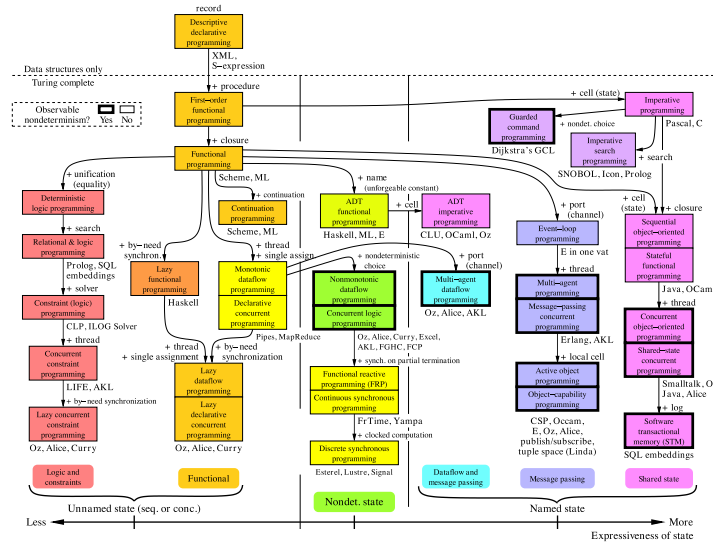 record
Descriptive
declarative
programming
XML,
S−expression
Data structures only
Turing complete
+ procedure
+ cell (state)
Observable
nondeterminism?
Yes
No
First−order
functional
programming
Imperative
programming
Pascal, C
Guarded
command
programming
+ nondet. choice
Dijkstra's GCL
Imperative
search
programming
+ search
SNOBOL, Icon, Prolog
+ closure
Functional
programming
Scheme, ML
+ unification
(equality)
+ continuation
Continuation
programming
Scheme, ML
+ name
(unforgeable constant)
ADT
functional
programming
Haskell, ML, E
+ cell
ADT
imperative
programming
CLU, OCaml, Oz
+ port
(channel)
Event−loop
programming
E in one vat
+ cell
(state)
+ closure
Sequential
object−oriented
programming
Stateful
functional
programming
Java, OCam
Deterministic
logic programming
+ search
Relational & logic
programming
Prolog, SQL
embeddings
+ solver
Constraint (logic)
programming
CLP, ILOG Solver
+ thread
Concurrent
constraint
programming
LIFE, AKL
+ by−need synchronization
Lazy concurrent
constraint
programming
Oz, Alice, Curry
+ by−need
synchron.
Lazy
functional
programming
Haskell
+ thread
+ single assignment
+ thread
+ single assign.
Monotonic
dataflow
programming
Declarative
concurrent
programming
Pipes, MapReduce
+ by−need
synchronization
Lazy
dataflow
programming
Lazy
declarative
concurrent
programming
Oz, Alice, Curry
+ nondeterministic
choice
Nonmonotonic
dataflow
programming
Concurrent logic
programming
Oz, Alice, Curry, Excel,
AKL, FGHC, FCP
+ synch. on partial termination
Functional reactive
programming (FRP)
Continuous synchronous
programming
FrTime, Yampa
+ clocked computation
Discrete synchronous
programming
Esterel, Lustre, Signal
+ port
(channel)
Multi−agent
dataflow
programming
Oz, Alice, AKL
+ thread
Multi−agent
programming
Message−passing
concurrent
programming
Erlang, AKL
+ local cell
Active object
programming
Object−capability
programming
CSP, Occam,
E, Oz, Alice,
publish/subscribe,
tuple space (Linda)
+ thread
Concurrent
object−oriented
programming
Shared−state
concurrent
programming
Smalltalk, O
Java, Alice
+ log
Software
transactional
memory (STM)
SQL embeddings
Logic and
constraints
Functional
Nondet. state
Dataflow and
message passing
Message passing
Shared state
Unnamed state (seq. or conc.)
Named state
Less
More
Expressiveness of state